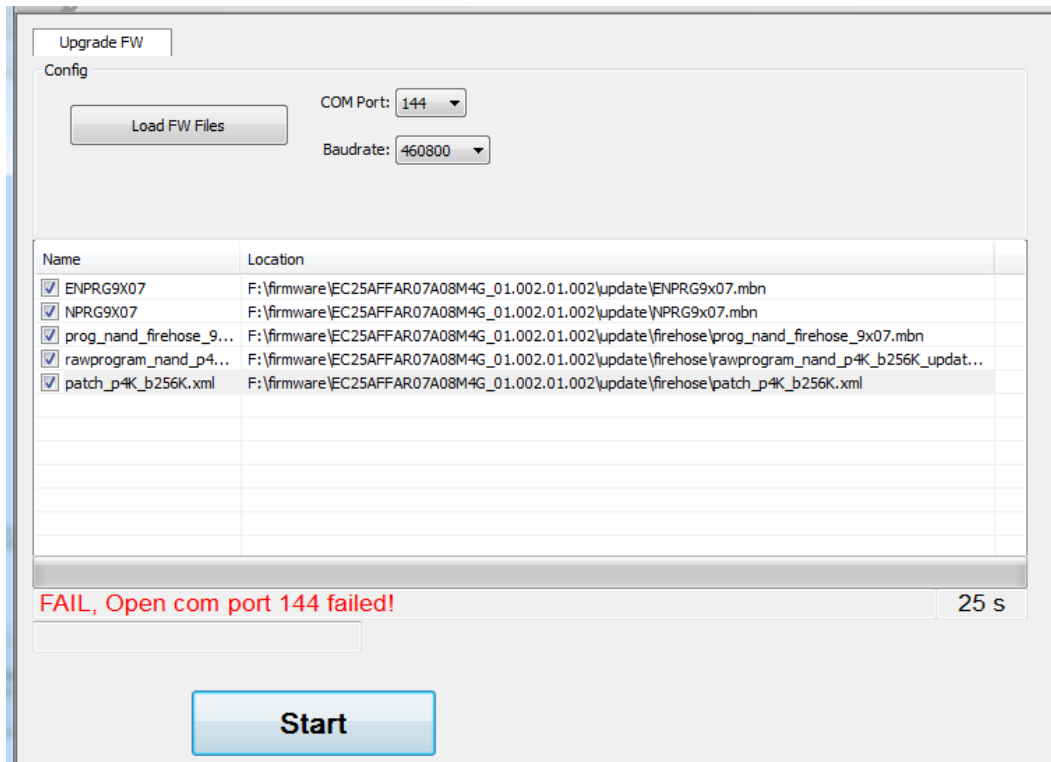 Upgrade FW
Config
Load FW Files
COM Port: 144
Baudrate: 460800
Name Location
ENPRG9X07 F:\firmware\EC25AFFAR07A08M4G_01.002.01.002\update\ENPRG9x07.mbn
NPRG9X07 F:\firmware\EC25AFFAR07A08M4G_01.002.01.002\update\NPRG9x07.mbn
prog_nand_firehose_9... F:\firmware\EC25AFFAR07A08M4G_01.002.01.002\update\firehose\prog_nand_firehose_9x07.mbn
rawprogram_nand_p4... F:\firmware\EC25AFFAR07A08M4G_01.002.01.002\update\firehose\rawprogram_nand_p4K_b256K_updat...
patch_p4K_b256K.xml F:\firmware\EC25AFFAR07A08M4G_01.002.01.002\update\firehose\patch_p4K_b256K.xml
FAIL, Open com port 144 failed! 25 s
Start